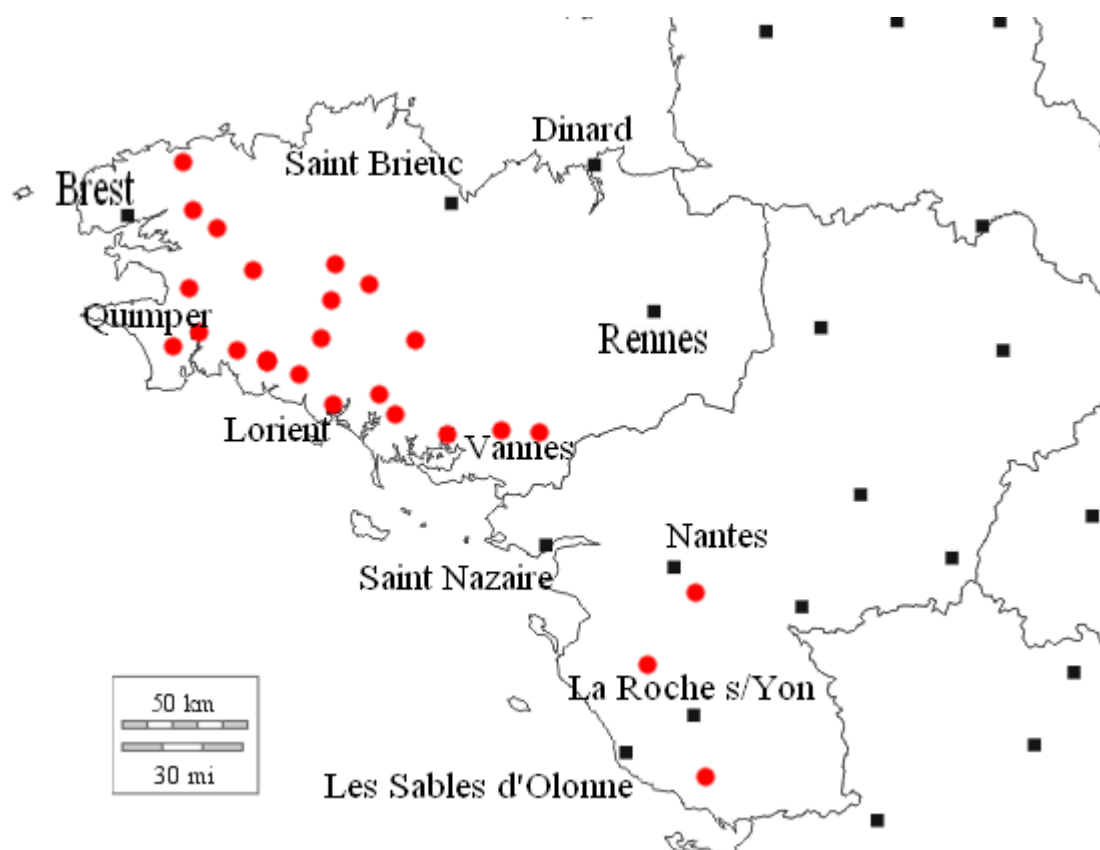 Dinard
Saint Brieuc
Brest
Quimper
Rennes
Lorient
Vannes
Nantes
Saint Nazaire
La Roche s/Yon
50 km
30 mi
Les Sables d'Olonne